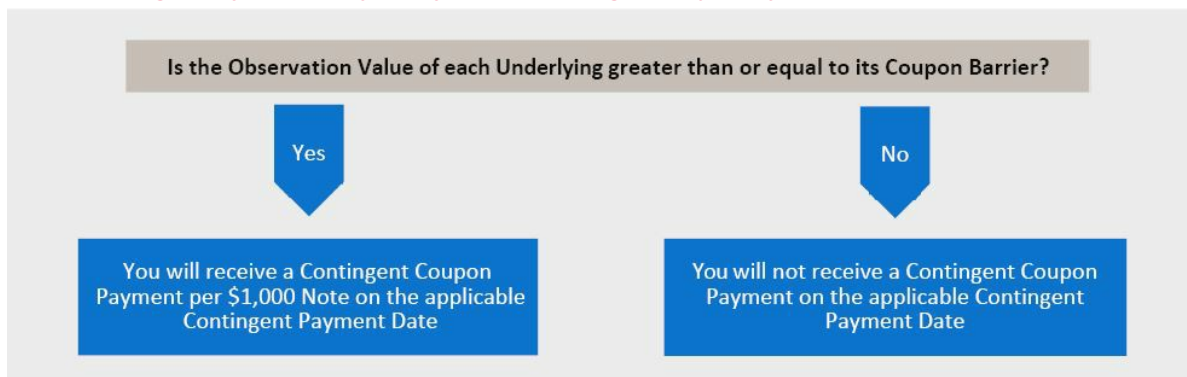 Is the Observation Value of each Underlying greater than or equal to its Coupon Barrier?
Yes
No
You will receive a Contingent Coupon
Payment per $1,000 Note on the applicable
Contingent Payment Date
You will not receive a Contingent Coupon
Payment on the applicable Contingent
Payment Date